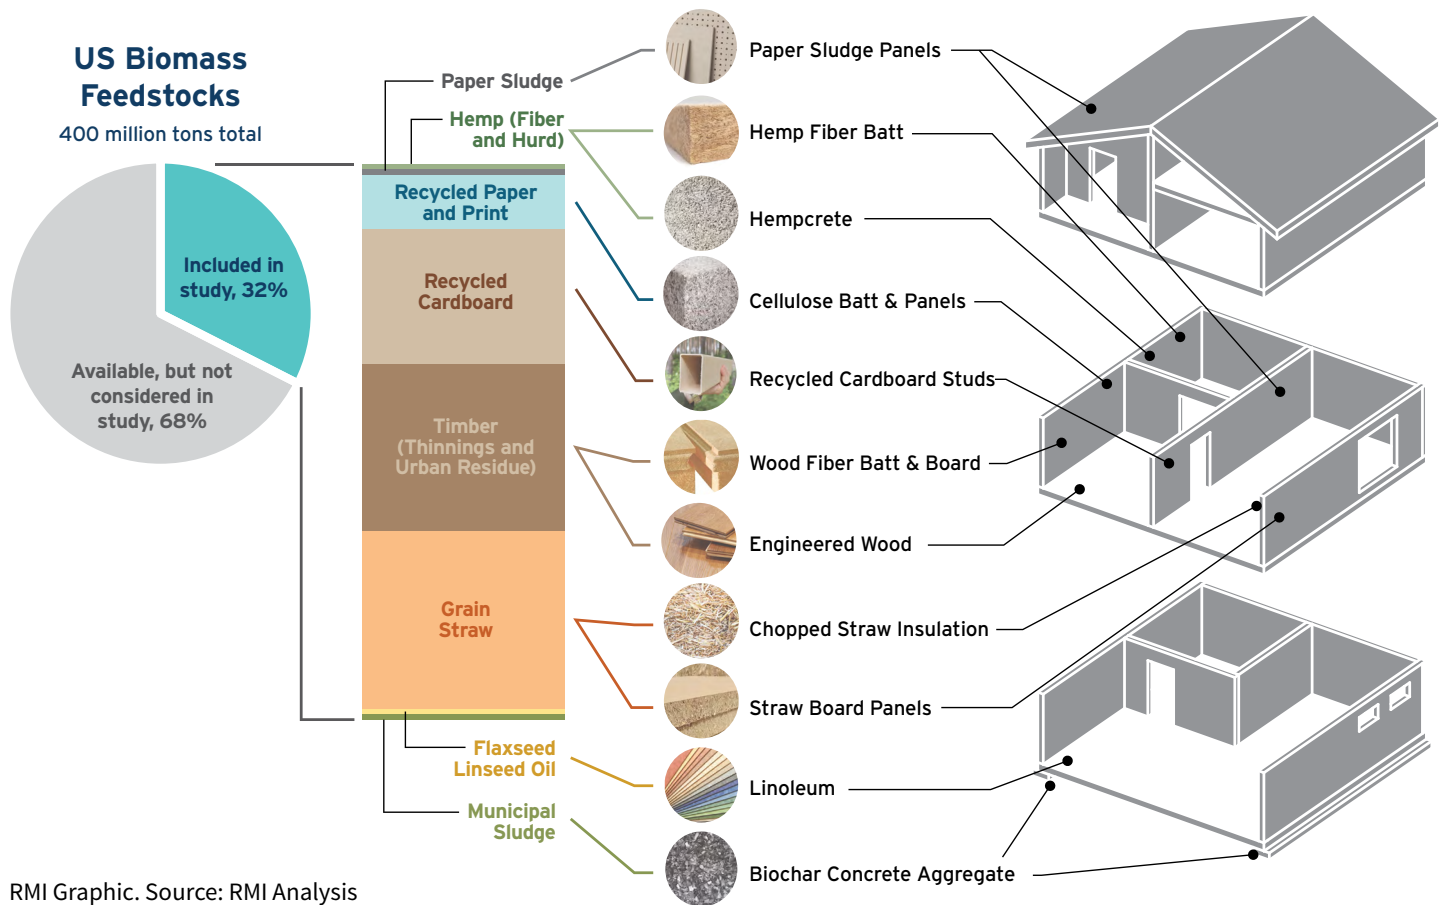 US Biomass
Feedstocks
400 million tons total
Included in
study, 32%
Available, but not
considered in
study, 68%
Paper Sludge
Hemp (Fiber
and Hurd)
Recycled Paper
and Print
Recycled
Cardboard
Timber
(Thinnings and
Urban Residue)
Grain
Straw
Flaxseed
Linseed Oil
Municipal
Sludge
Paper Sludge Panels
Hemp Fiber Batt
Hempcrete
Cellulose Batt & Panels
Recycled Cardboard Studs
Wood Fiber Batt & Board
Engineered Wood
Chopped Straw Insulation
Straw Board Panels
Linoleum
Biochar Concrete Aggregate
RMI Graphic. Source: RMI Analysis